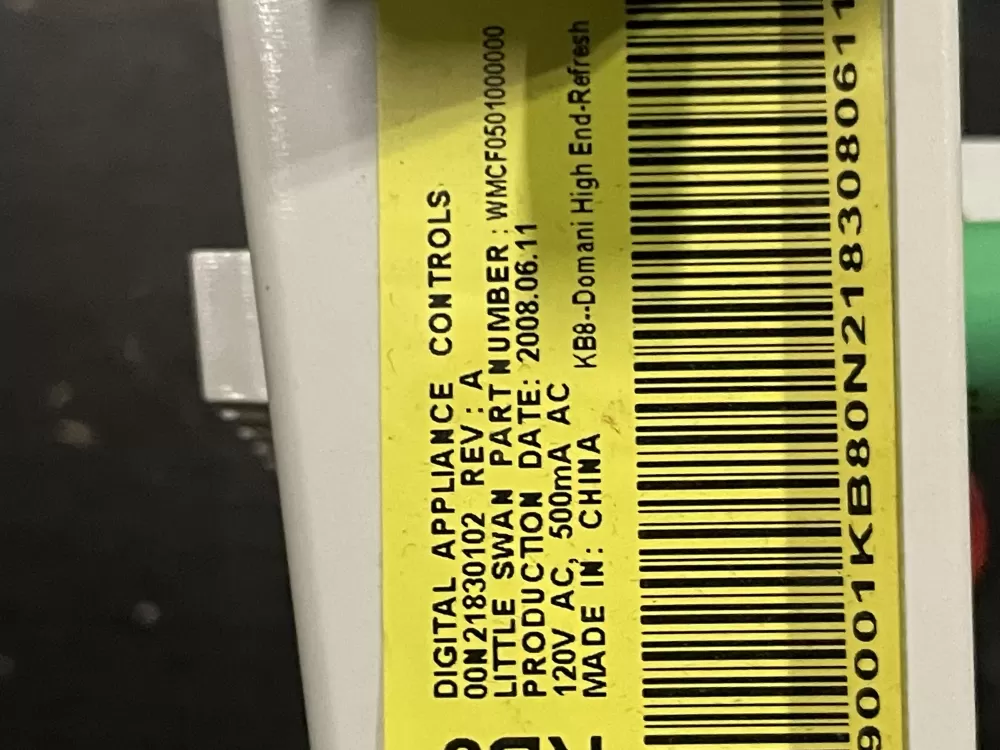 DIGITAL APPLIANCE CONTROLS
00N21830102 REV: A
LITTLE SWAN PART NUMBER: WMCF0501000000
PRODUCTION DATE: 2008.06.11
120V AC, 500mA AC
KB8--Domani High End-Refresh
MADE IN: CHINA
90001KB80N218308061